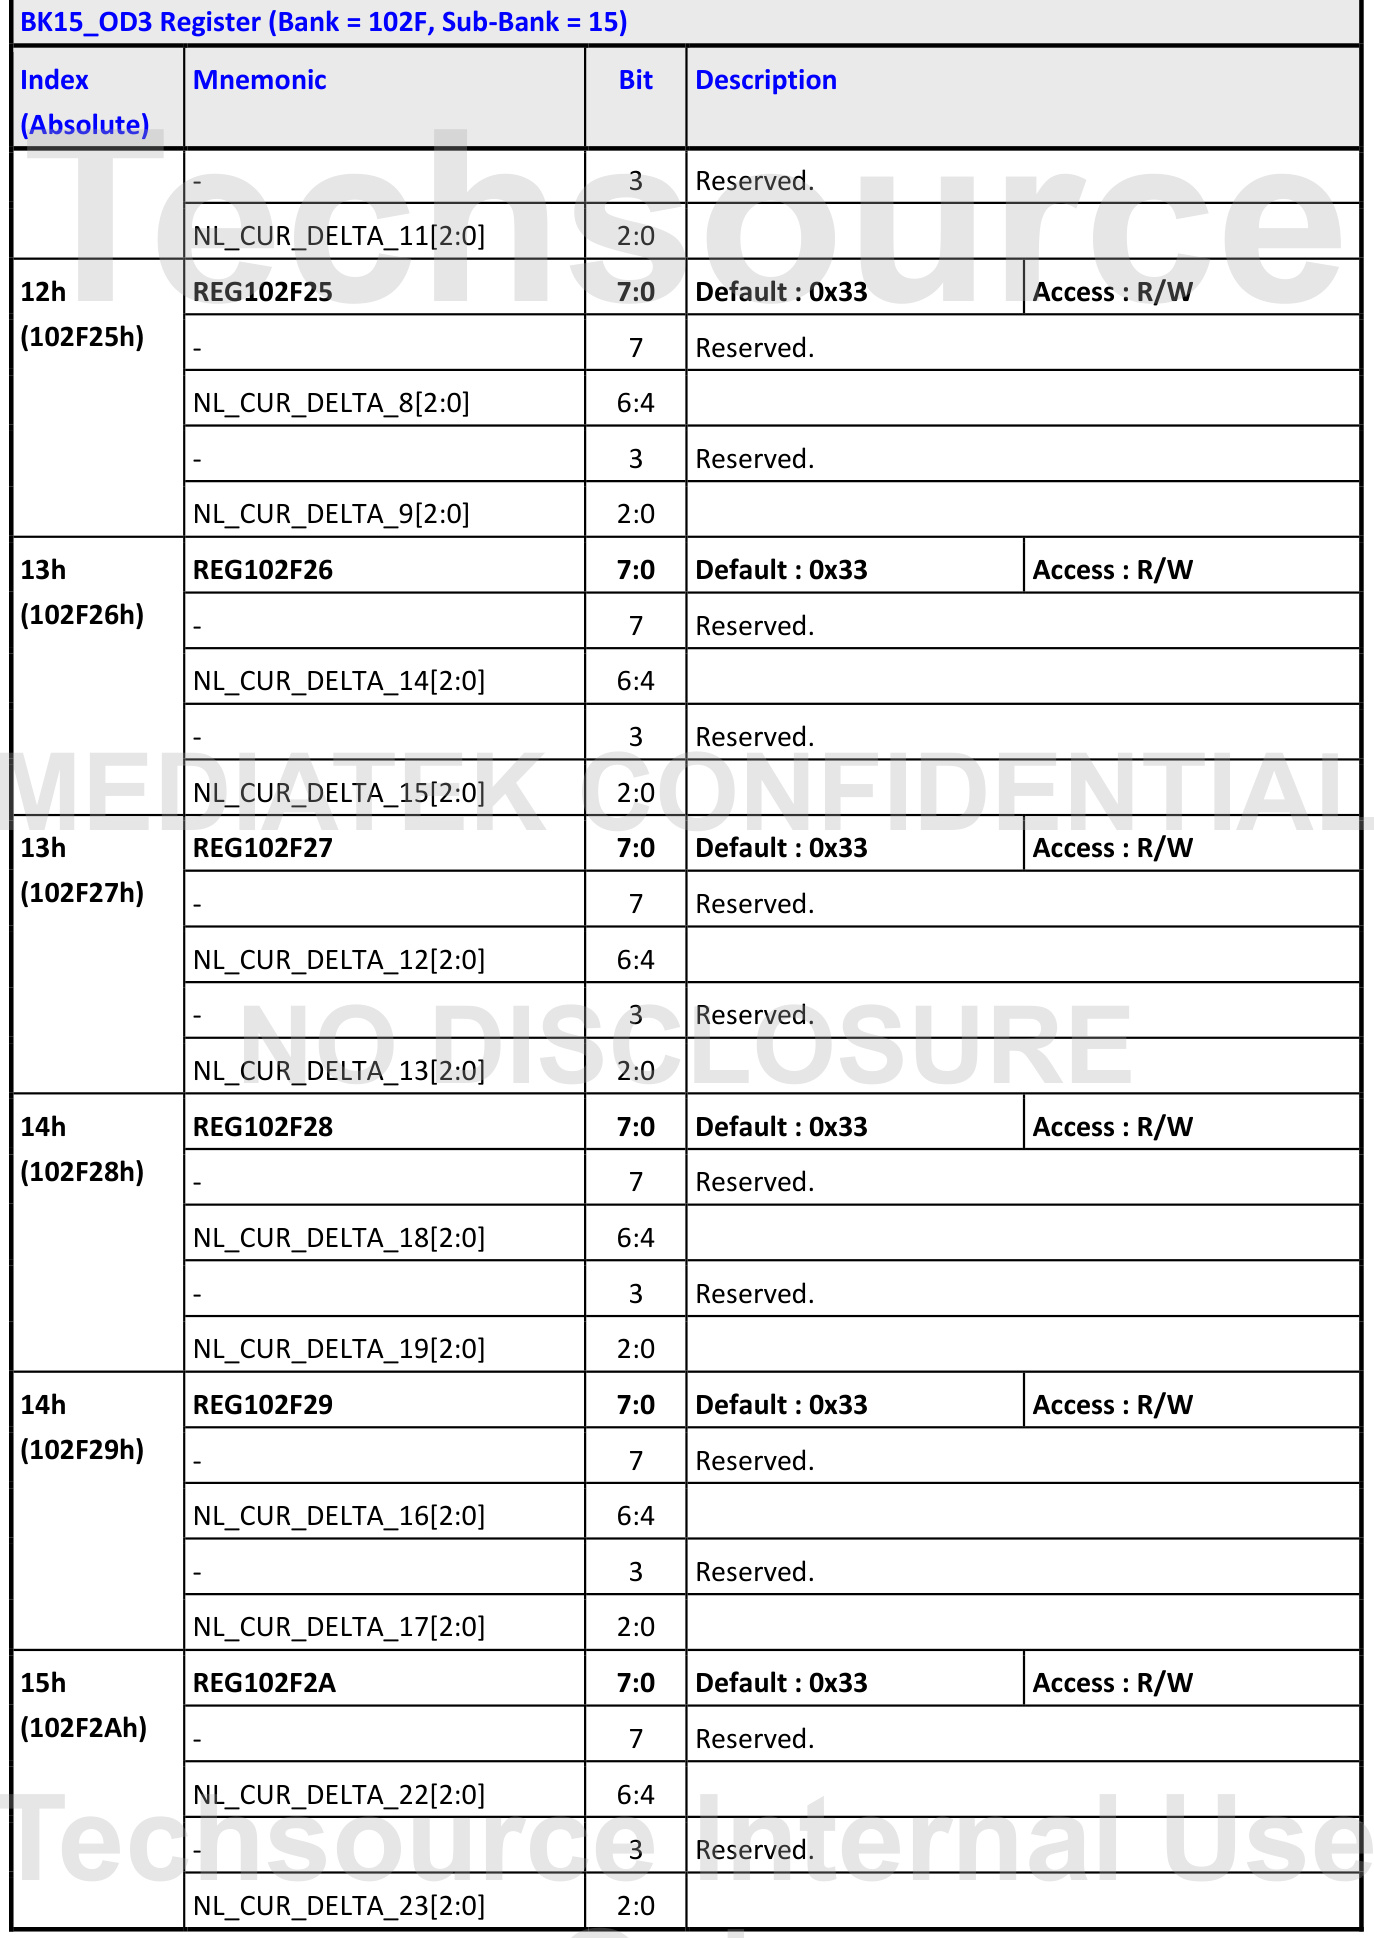 BK15_OD3 Register (Bank = 102F, Sub-Bank = 15)
Index (Absolute) Mnemonic Bit Description
- 3 Reserved.
NL_CUR_DELTA_11[2:0] 2:0
12h (102F25h) REG102F25 7:0 Default : 0x33 Access : R/W
- 7 Reserved.
NL_CUR_DELTA_8[2:0] 6:4
- 3 Reserved.
NL_CUR_DELTA_9[2:0] 2:0
13h (102F26h) REG102F26 7:0 Default : 0x33 Access : R/W
- 7 Reserved.
NL_CUR_DELTA_14[2:0] 6:4
- 3 Reserved.
NL_CUR_DELTA_15[2:0] 2:0
13h (102F27h) REG102F27 7:0 Default : 0x33 Access : R/W
- 7 Reserved.
NL_CUR_DELTA_12[2:0] 6:4
- 3 Reserved.
NL_CUR_DELTA_13[2:0] 2:0
14h (102F28h) REG102F28 7:0 Default : 0x33 Access : R/W
- 7 Reserved.
NL_CUR_DELTA_18[2:0] 6:4
- 3 Reserved.
NL_CUR_DELTA_19[2:0] 2:0
14h (102F29h) REG102F29 7:0 Default : 0x33 Access : R/W
- 7 Reserved.
NL_CUR_DELTA_16[2:0] 6:4
- 3 Reserved.
NL_CUR_DELTA_17[2:0] 2:0
15h (102F2Ah) REG102F2A 7:0 Default : 0x33 Access : R/W
- 7 Reserved.
NL_CUR_DELTA_22[2:0] 6:4
- 3 Reserved.
NL_CUR_DELTA_23[2:0] 2:0
Techsource
MEDIATEK CONFIDENTIAL
NO DISCLOSURE
Techsource Internal Use